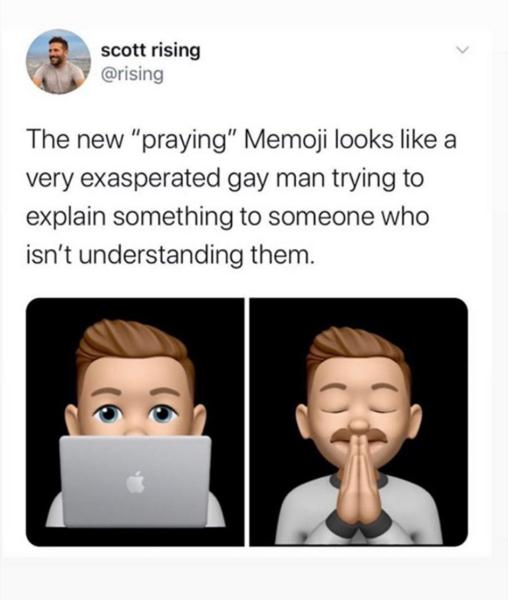 scott rising
@rising
The new “praying” Memoji looks like a
very exasperated gay man trying to
explain something to someone who
isn’t understanding them.